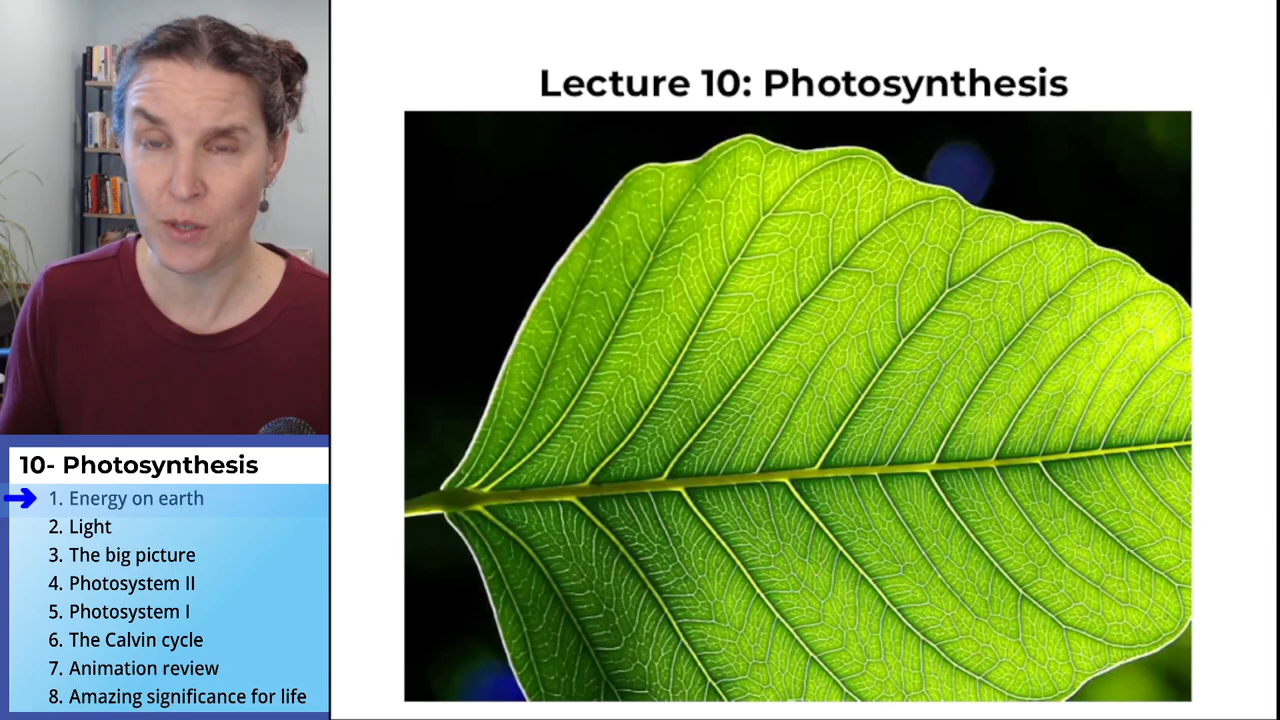 Lecture 10: Photosynthesis
10- Photosynthesis
1. Energy on earth
2. Light
3. The big picture
4. Photosystem II
5. Photosystem I
6. The Calvin cycle
7. Animation review
8. Amazing significance for life